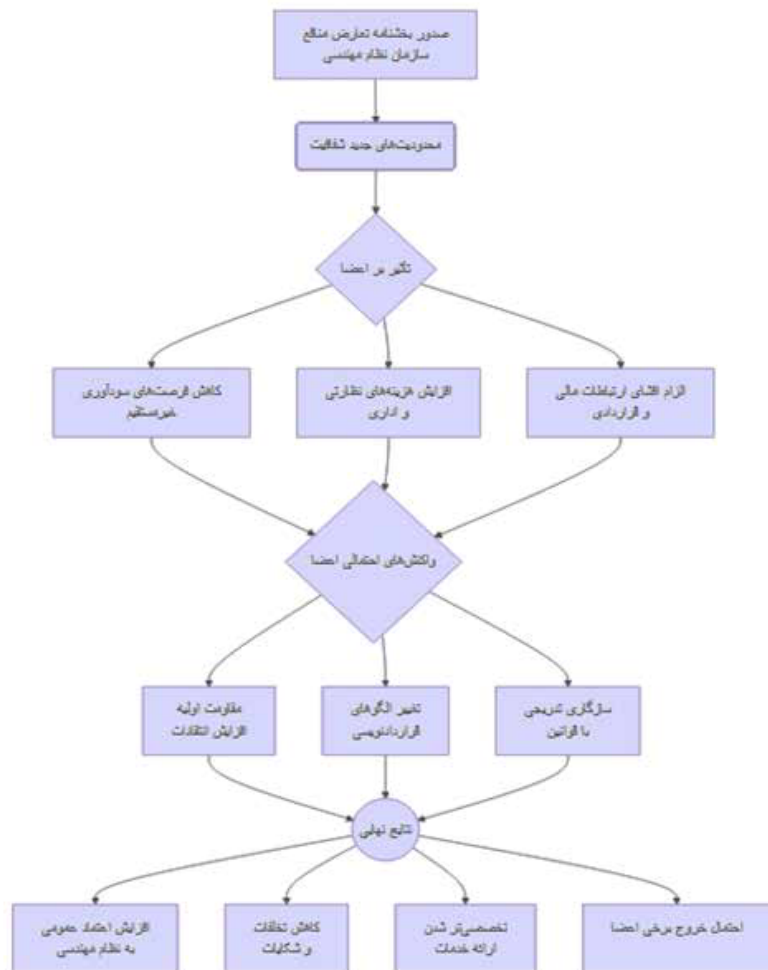 صدور بخشنامه تعارض منافع
سازمان نظام مهندسی
محدودیت‌های جدید شفافیت
تأثیر بر اعضا
الزام افشای ارتباطات مالی
و قراردادی
افزایش هزینه‌های نظارتی
و اداری
کاهش فرصت‌های سودآوری
غیرمستقیم
واکنش‌های احتمالی اعضا
سازگاری تدریجی
با قوانین
تغییر الگوهای
قراردادنویسی
مقاومت اولیه
افزایش انتقادات
نتایج نهایی
احتمال خروج برخی اعضا
تخصصی‌تر شدن
ارائه خدمات
کاهش تخلفات
و شکایات
افزایش اعتماد عمومی
به نظام مهندسی